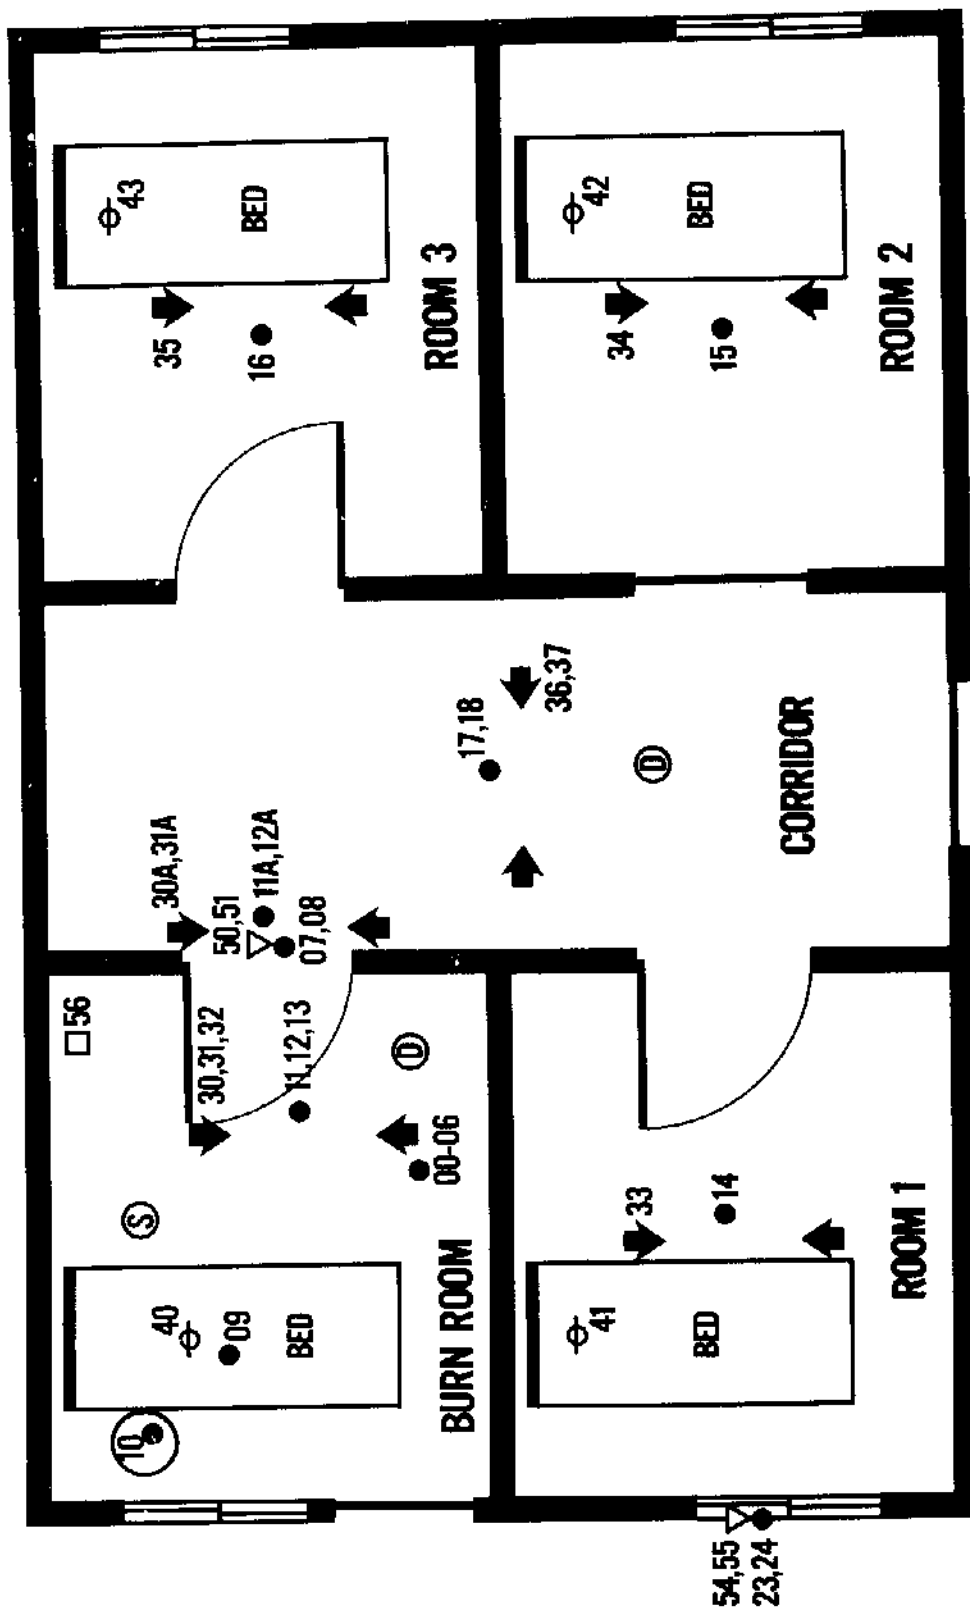 43
BED
35
16
ROOM 3
42
BED
34
15
ROOM 2
17,18
36,37
D
CORRIDOR
30A,31A
50,51
11A,12A
07,08
56
30,31,32
11,12,13
D
00-06
S
40
09
BED
10
BURN ROOM
33
14
41
BED
ROOM 1
54,55
23,24